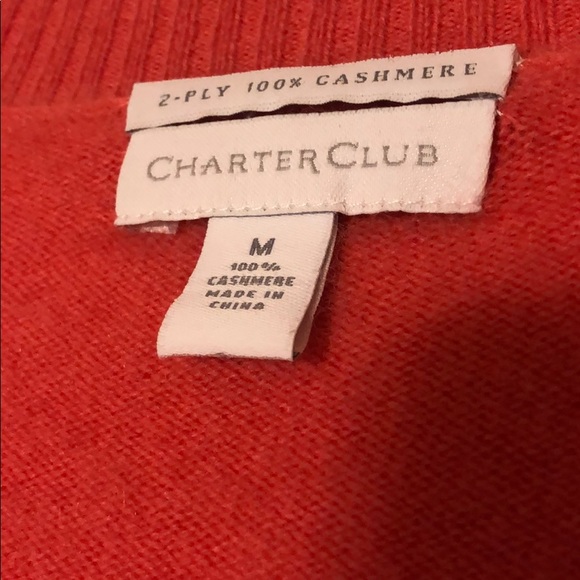 2-PLY 100% CASHMERE
CHARTER CLUB
M
100%
CASHMERE
MADE IN
CHINA